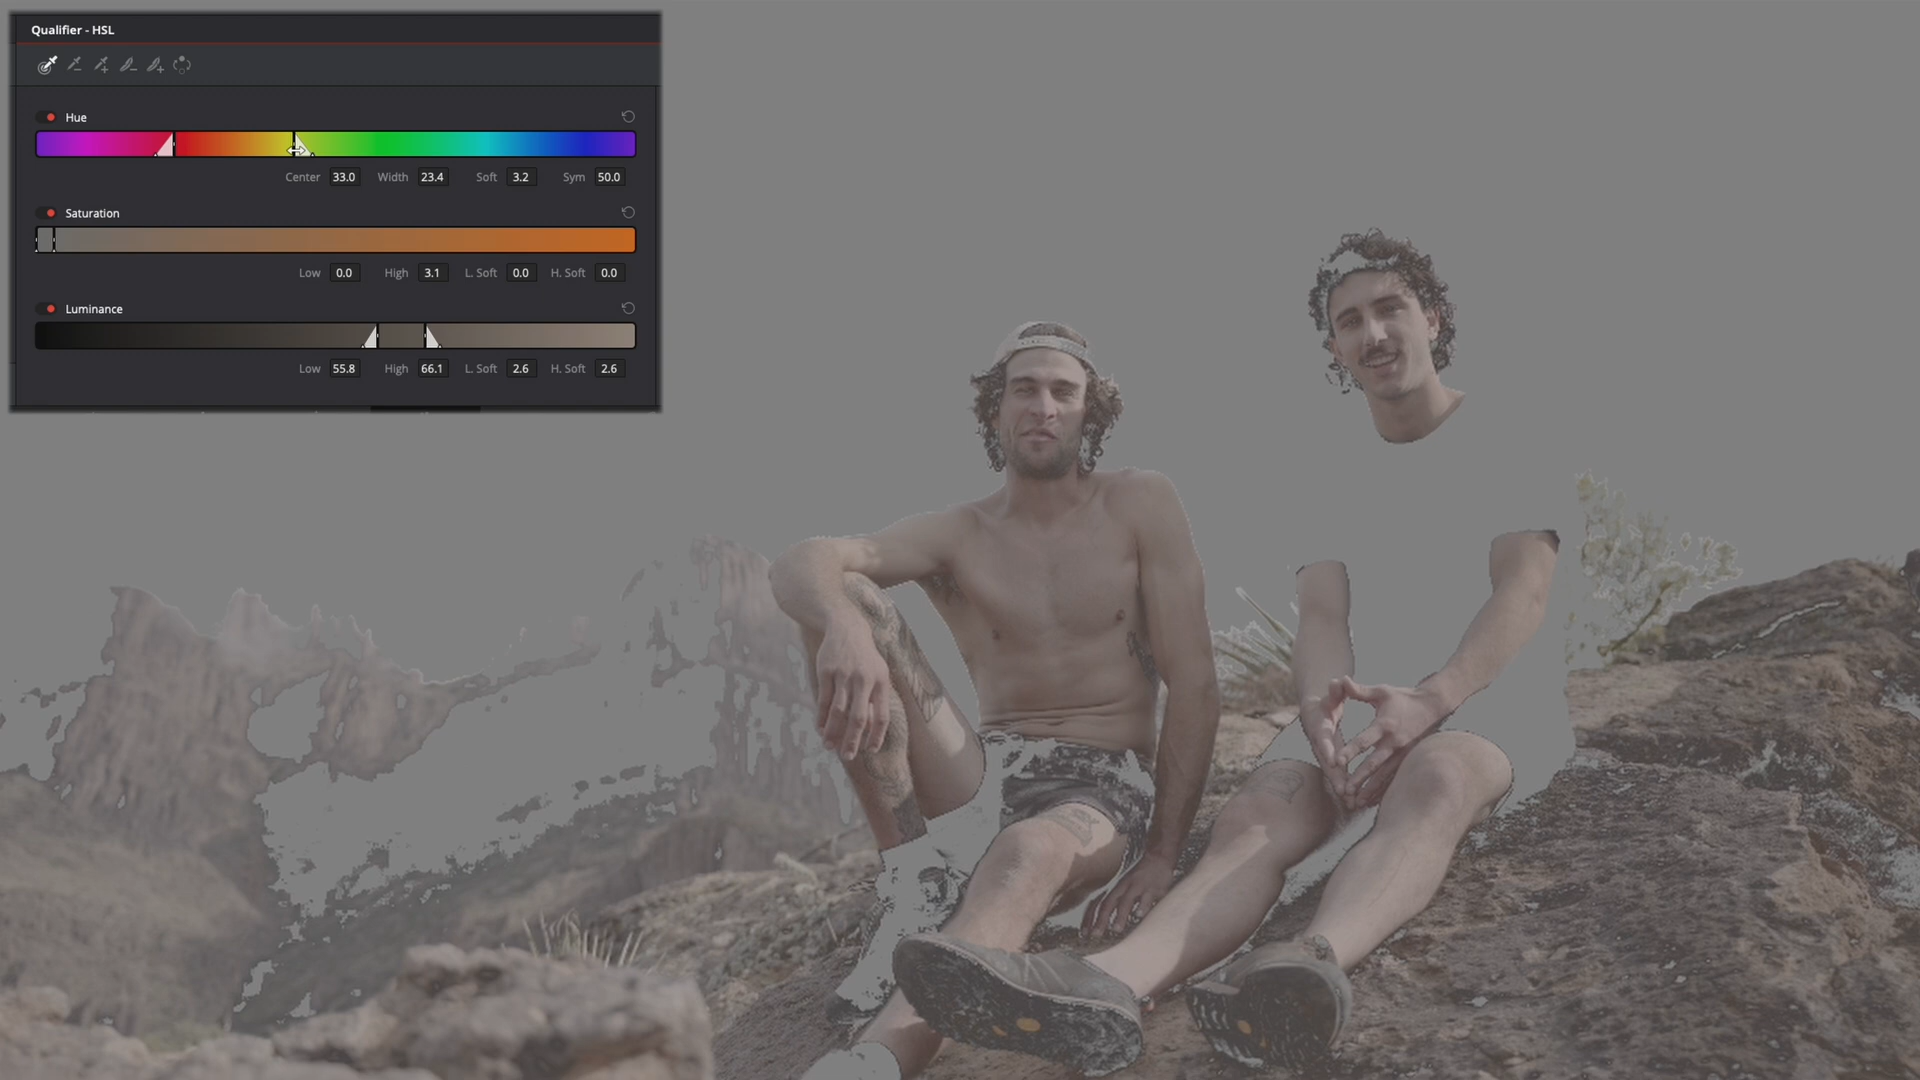 Qualifier - HSL
Hue
Center 33.0 Width 23.4 Soft 3.2 Sym 50.0
Saturation
Low 0.0 High 3.1 L. Soft 0.0 H. Soft 0.0
Luminance
Low 55.8 High 66.1 L. Soft 2.6 H. Soft 2.6